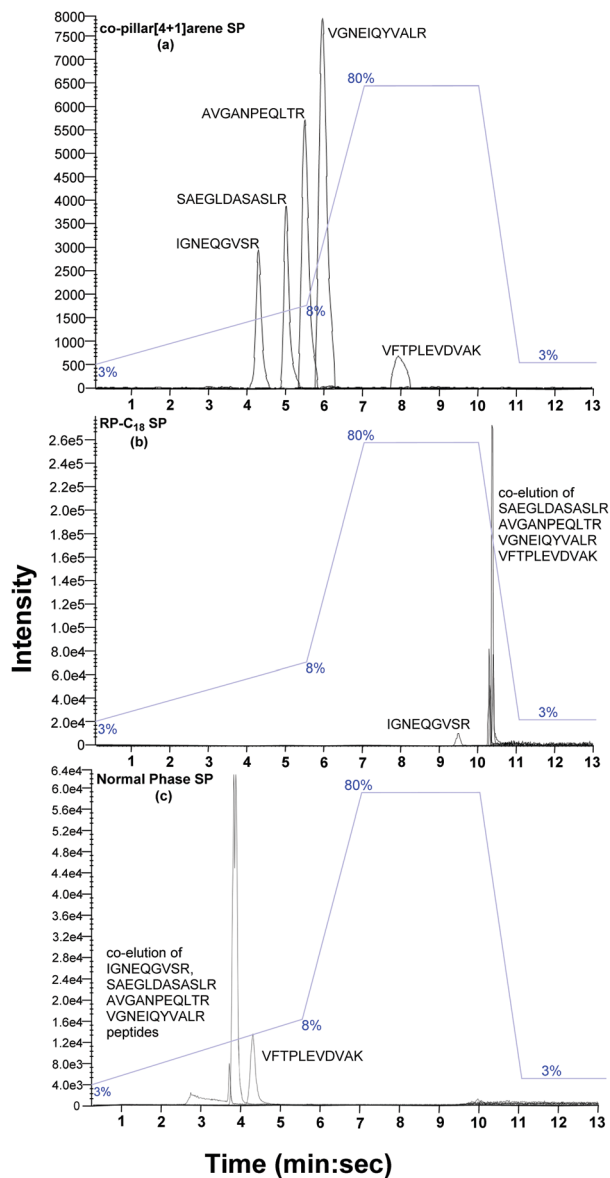 co-pillar[4+1]arene SP
(a)
8000
7500
7000
6500
6000
5500
5000
4500
4000
3500
3000
2500
2000
1500
1000
500
0
VGNEIQYVALR
80%
AVGANPEQLTR
SAEGLDASASLR
IGNEQGVSR
8%
VFTPLEVDVAK
3%
3%
1 2 3 4 5 6 7 8 9 10 11 12 13
RP-C18 SP
(b)
2.6e5
2.4e5
2.2e5
2.0e5
1.8e5
1.6e5
1.4e5
1.2e5
1.0e5
8.0e4
6.0e4
4.0e4
2.0e4
0
80%
co-elution of
SAEGLDASASLR
AVGANPEQLTR
VGNEIQYVALR
VFTPLEVDVAK
8%
IGNEQGVSR
3%
3%
1 2 3 4 5 6 7 8 9 10 11 12 13
Intensity
Normal Phase SP
(c)
6.4e4
6.0e4
5.6e4
5.2e4
4.8e4
4.4e4
4.0e4
3.6e4
3.2e4
2.8e4
2.4e4
2.0e4
1.6e4
1.2e4
8.0e3
4.0e3
0
80%
co-elution of
IGNEQGVSR,
SAEGLDASASLR
AVGANPEQLTR
VGNEIQYVALR
peptides
8%
VFTPLEVDVAK
3%
3%
1 2 3 4 5 6 7 8 9 10 11 12 13
Time (min:sec)